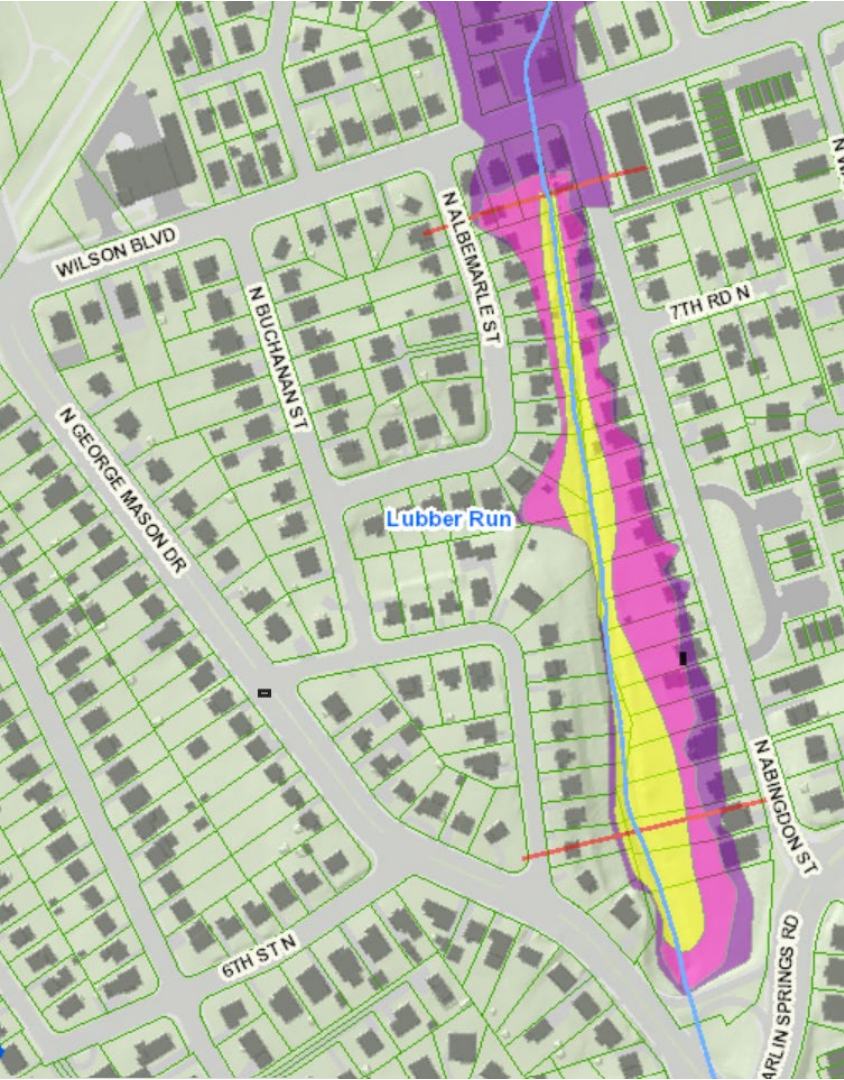 N W
WILSON BLVD
N ALBEMARLE ST
N BUCHANAN ST
7TH RD N
N GEORGE MASON DR
Lubber Run
N ABINGDON ST
6TH ST N
ARLIN SPRINGS RD